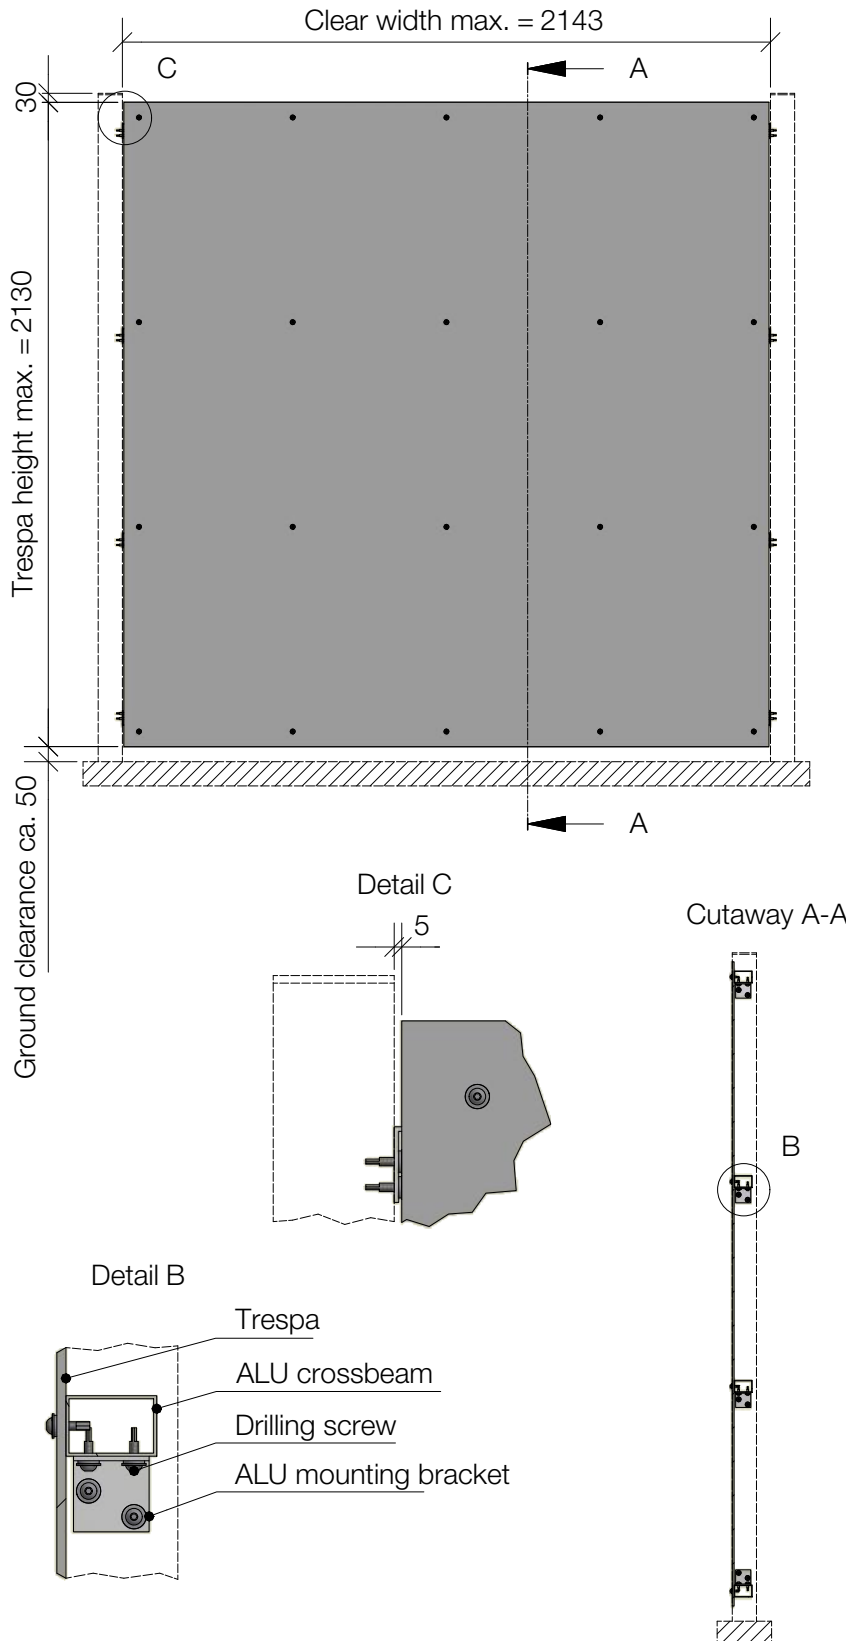 Clear width max. = 2143
C
A
30
Trespa height max. = 2130
Ground clearance ca. 50
A
Detail C
5
Cutaway A-A
B
Detail B
Trespa
ALU crossbeam
Drilling screw
ALU mounting bracket